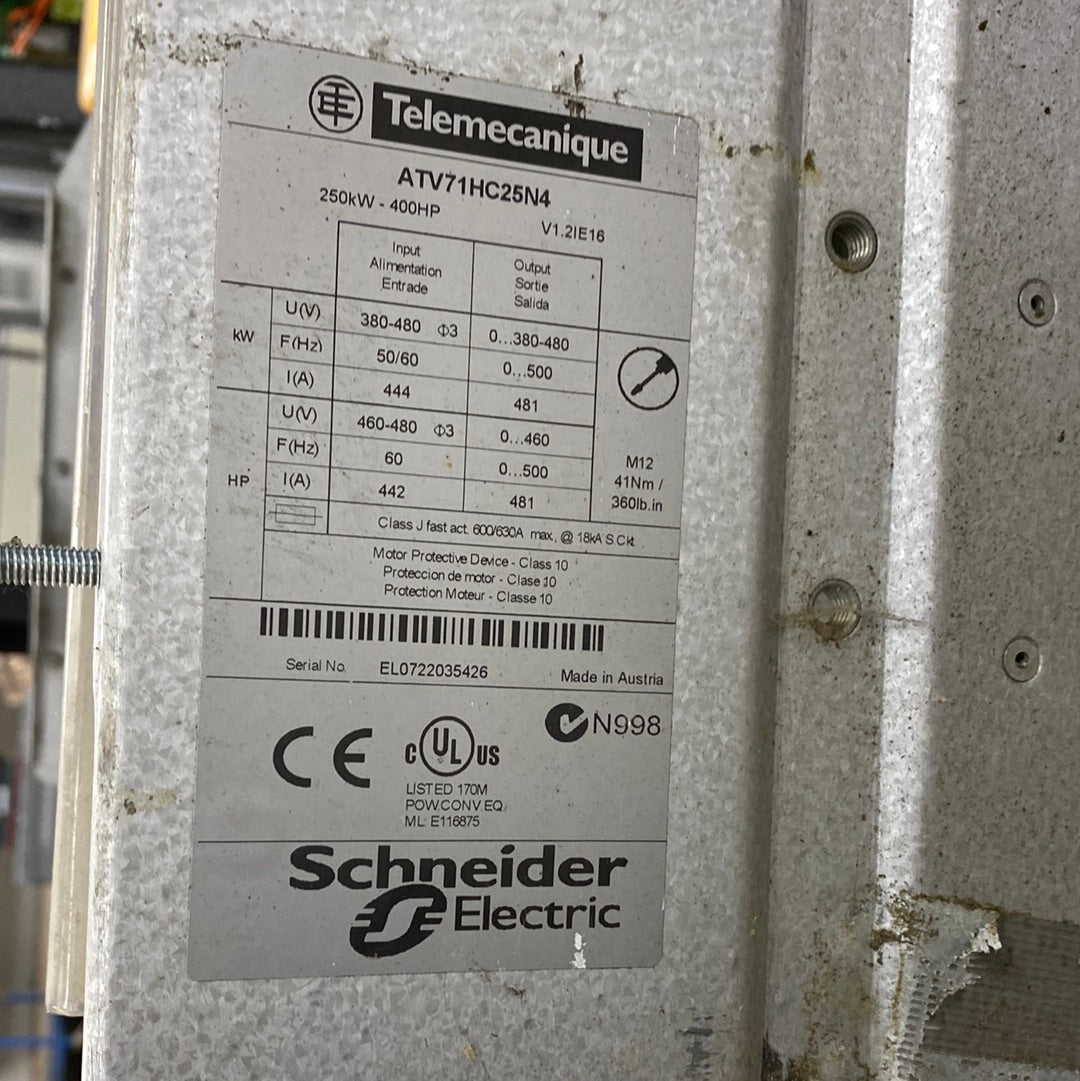 Telemecanique
ATV71HC25N4
250kW - 400HP
V1.2IE16
Input
Alimentation
Entrade
Output
Sortie
Salida
kW
U(V)
380-480 Φ3
0...380-480
F(Hz)
50/60
0...500
I(A)
444
481
HP
U(V)
460-480 Φ3
0...460
F(Hz)
60
0...500
I(A)
442
481
M12
41Nm /
360lb.in
Class J fast act. 600/630A max, @ 18kA S.Ckt.
Motor Protective Device - Class 10
Proteccion de motor - Clase 10
Protection Moteur - Classe 10
Serial No. EL0722035426 Made in Austria
N998
CE
c UL us
LISTED 170M
POW.CONV.EQ.
ML: E116875
Schneider
Electric